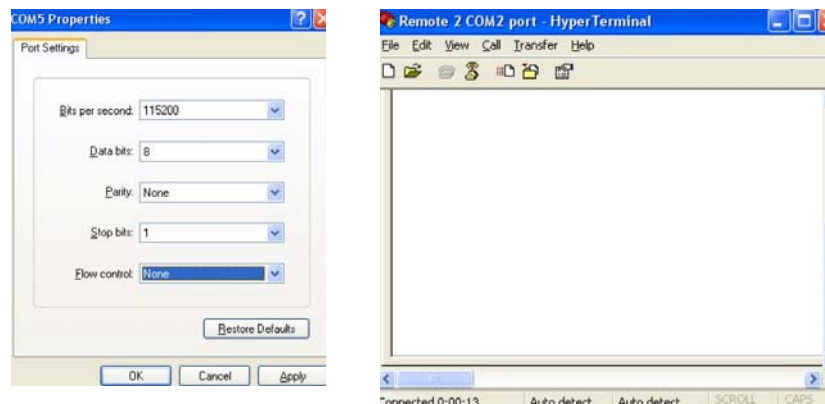 COM5 Properties
Port Settings
Bits per second: 115200
Data bits: 8
Parity: None
Stop bits: 1
Flow control: None
Restore Defaults
OK Cancel Apply
Remote 2 COM2 port - HyperTerminal
File Edit View Call Transfer Help
Connected 0:00:13 Auto detect Auto detect SCROLL CAPS